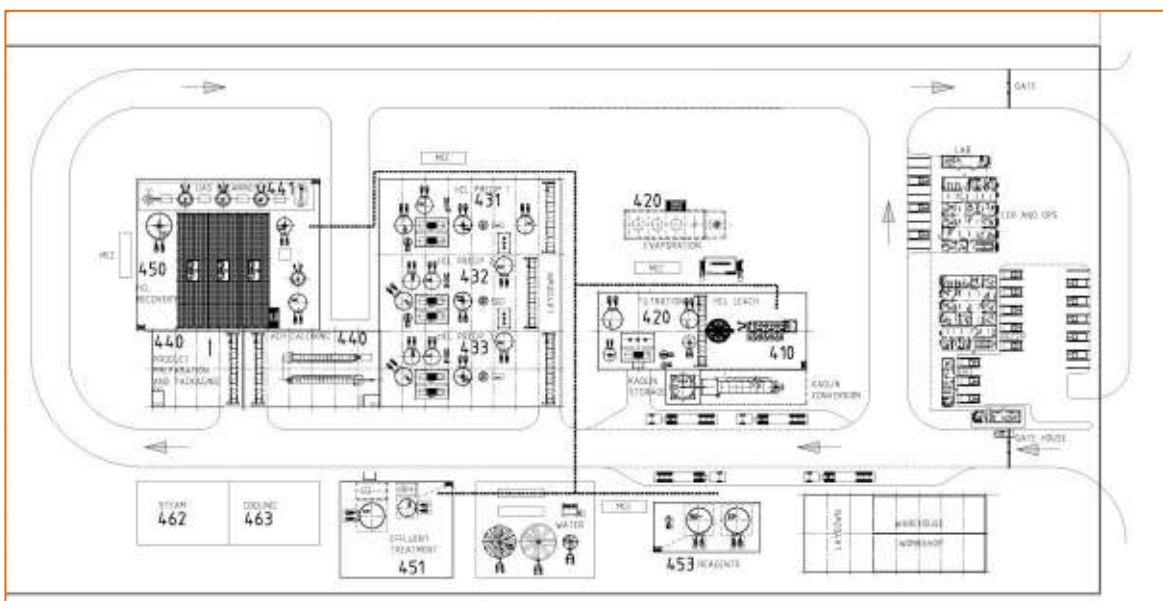 GATE
LAB
MCC
GAS
441
HCL PRECIP 1
431
420
EVAPORATION
MCC
450
HCL
RECOVERY
432
LAYDOWN
MCC
FILTRATION
HCL LEACH
420
410
440
440
433
PRODUCT
PREPARATION
AND PACKAGING
KAOLIN
STORAGE
KAOLIN
CONVERSION
GATE HOUSE
STEAM
462
COOLING
463
EFFLUENT
TREATMENT
451
WATER
MCC
453 REAGENTS
LAYDOWN
WAREHOUSE
WORKSHOP